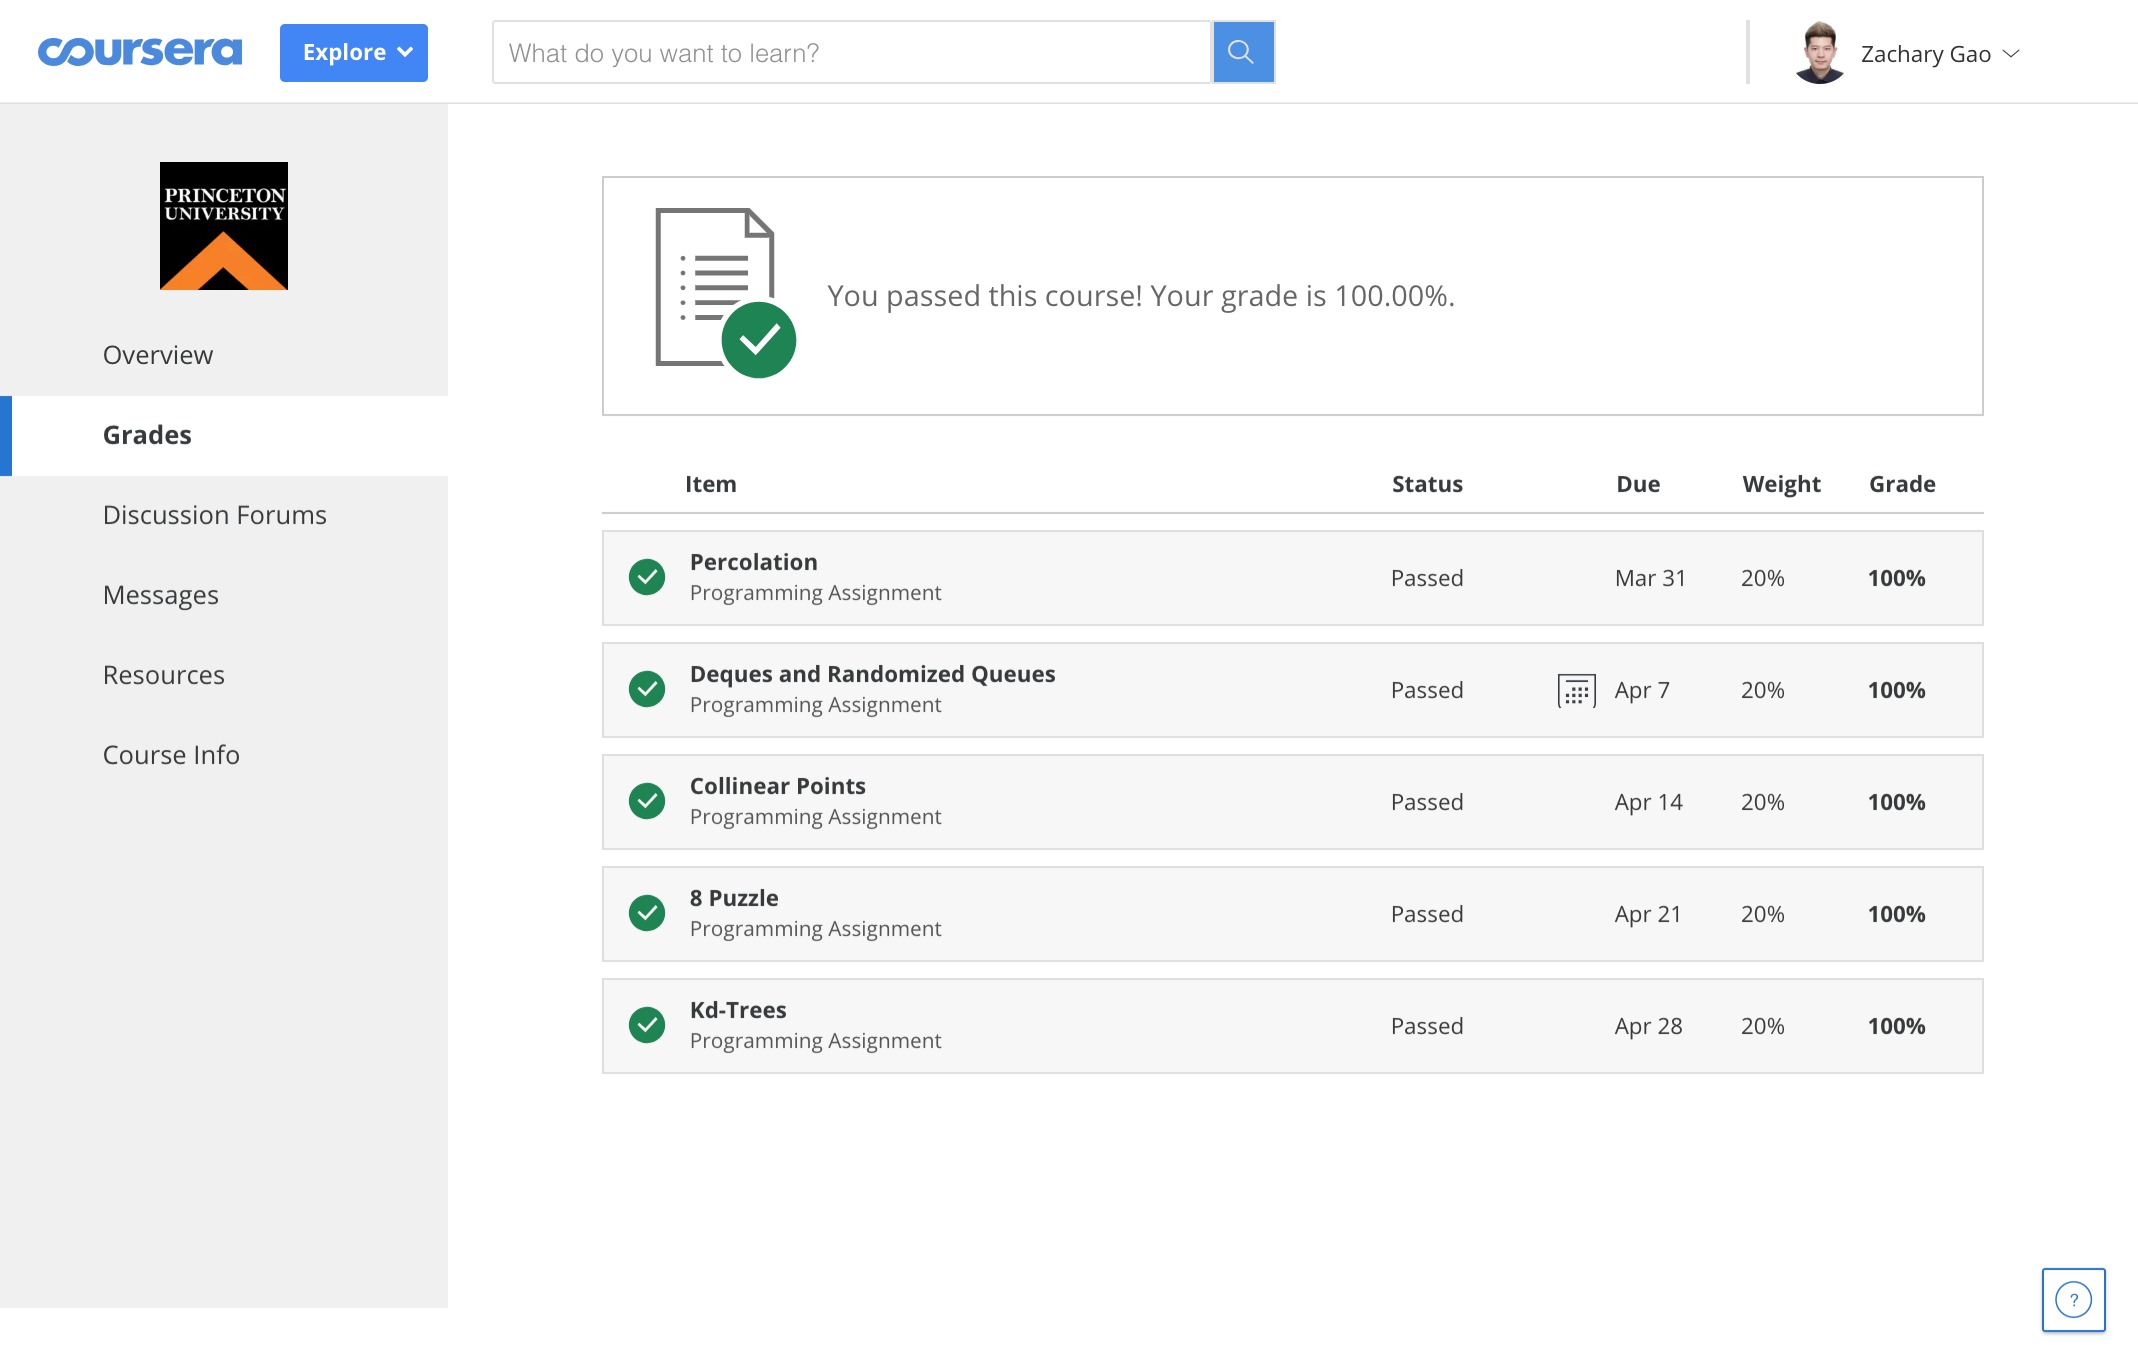 coursera
Explore
What do you want to learn?
Zachary Gao
PRINCETON
UNIVERSITY
Overview
Grades
Discussion Forums
Messages
Resources
Course Info
You passed this course! Your grade is 100.00%.
Item Status Due Weight Grade
Percolation
Programming Assignment
Passed Mar 31 20% 100%
Deques and Randomized Queues
Programming Assignment
Passed Apr 7 20% 100%
Collinear Points
Programming Assignment
Passed Apr 14 20% 100%
8 Puzzle
Programming Assignment
Passed Apr 21 20% 100%
Kd-Trees
Programming Assignment
Passed Apr 28 20% 100%
?